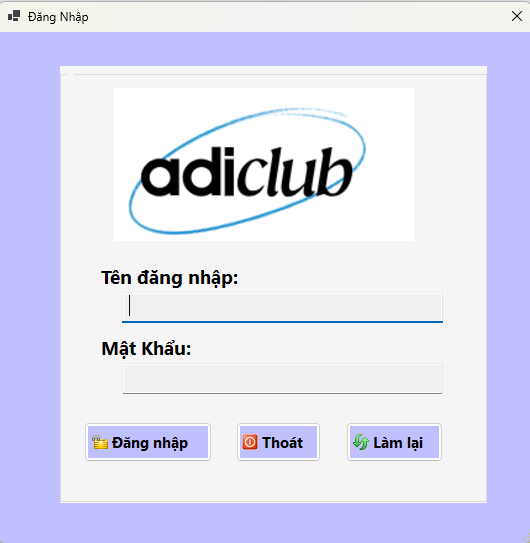 Đăng Nhập
adiclub
Tên đăng nhập:
Mật Khẩu:
Đăng nhập
Thoát
Làm lại